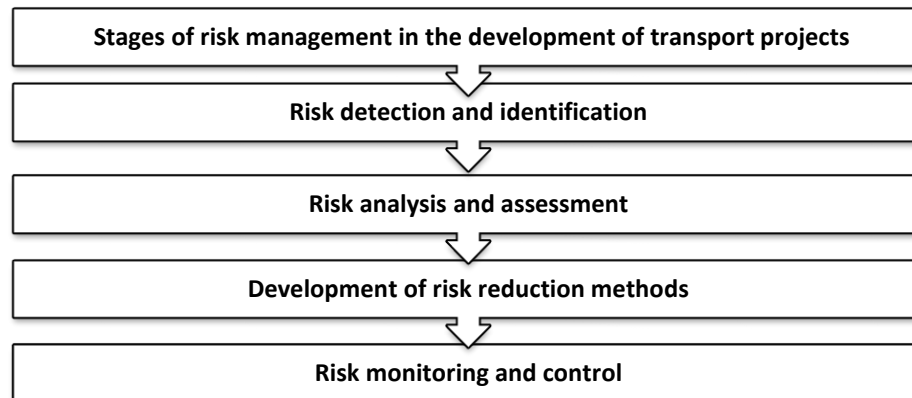 Stages of risk management in the development of transport projects
Risk detection and identification
Risk analysis and assessment
Development of risk reduction methods
Risk monitoring and control